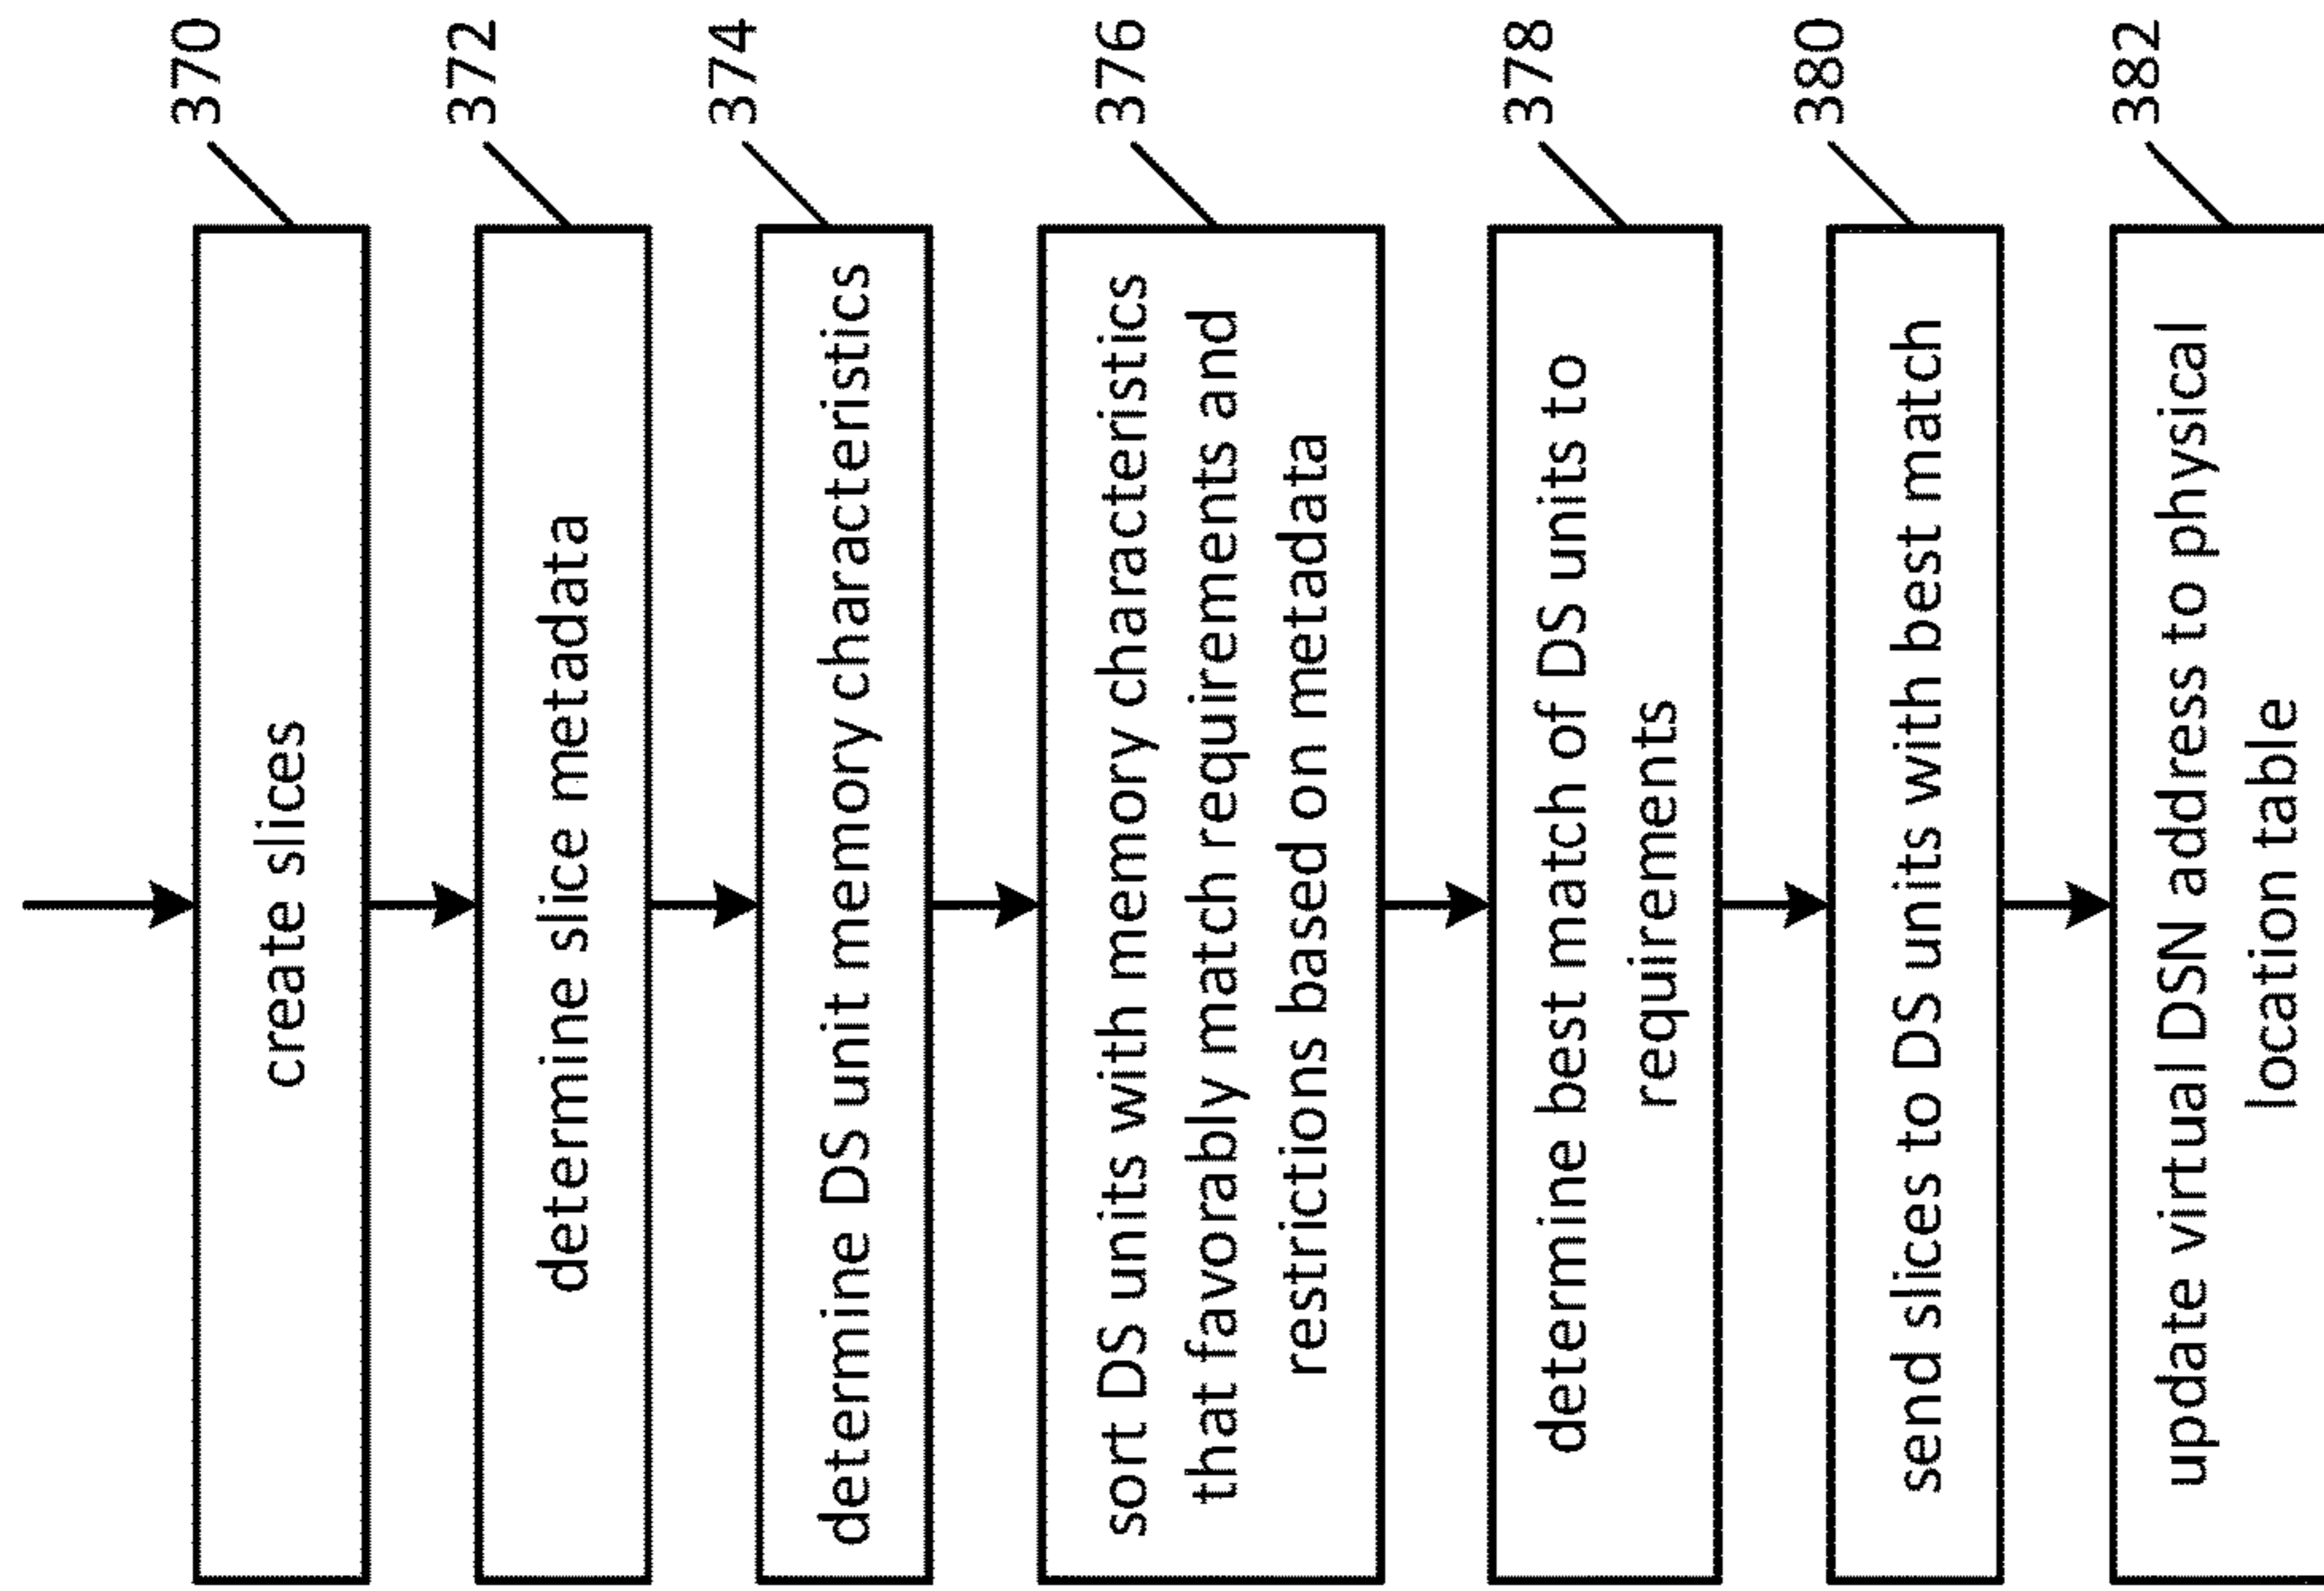 370
create slices
372
determine slice metadata
374
determine DS unit memory characteristics
376
sort DS units with memory characteristics
that favorably match requirements and
restrictions based on metadata
378
determine best match of DS units to
requirements
380
send slices to DS units with best match
382
update virtual DSN address to physical
location table